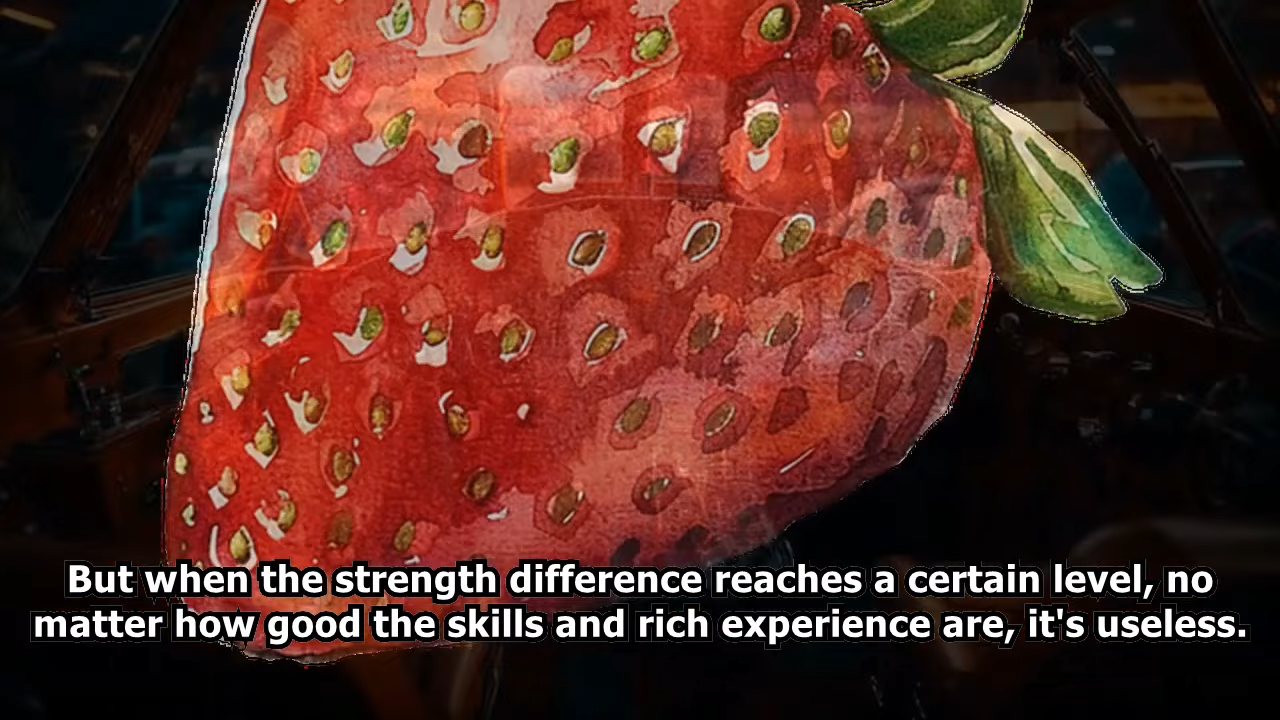 But when the strength difference reaches a certain level, no
matter how good the skills and rich experience are, it's useless.